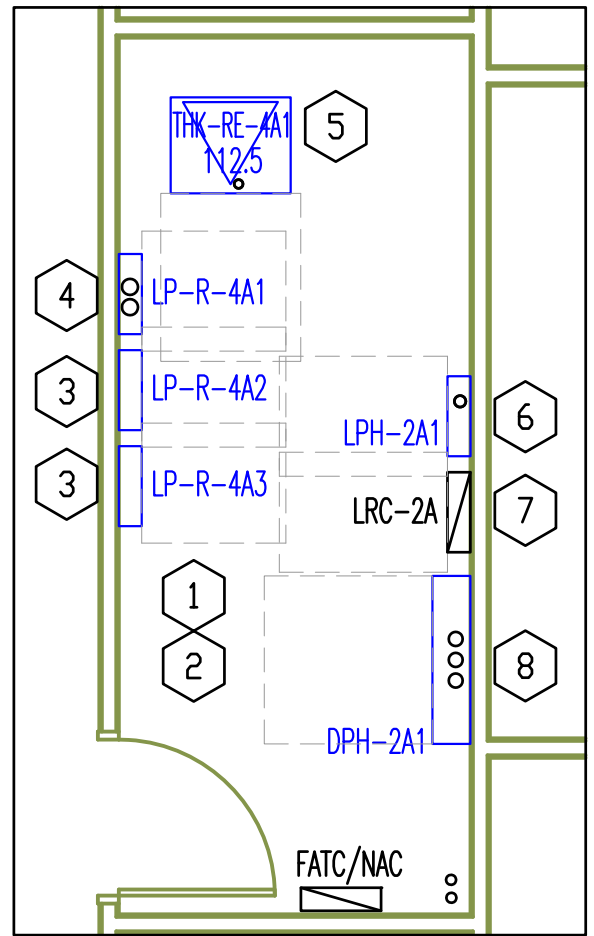 THK-RE-4A1
112.5
5
4
LP-R-4A1
3
LP-R-4A2
LPH-2A1
6
3
LP-R-4A3
LRC-2A
7
1
2
8
DPH-2A1
FATC/NAC